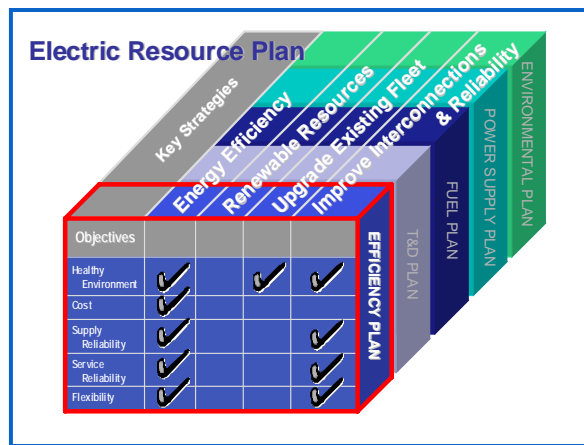 Electric Resource Plan
Key Strategies
Energy Efficiency
Renewable Resources
Upgrade Existing Fleet
Improve Interconnections
& Reliability
Objectives
Healthy
Environment
Cost
Supply
Reliability
Service
Reliability
Flexibility
EFFICIENCY PLAN
T&D PLAN
FUEL PLAN
POWER SUPPLY PLAN
ENVIRONMENTAL PLAN